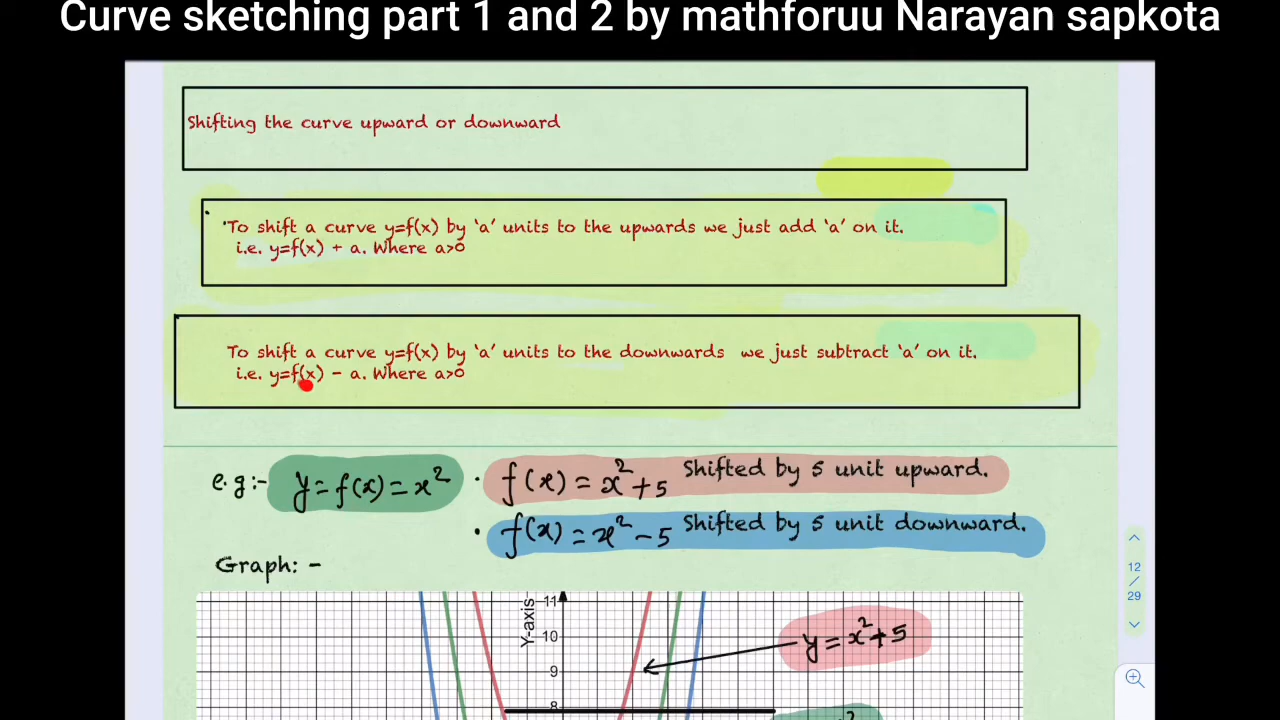 Curve sketching part 1 and 2 by mathforuu Narayan sapkota
Shifting the curve upward or downward
To shift a curve y=f(x) by 'a' units to the upwards we just add 'a' on it.
i.e. y=f(x) + a. Where a>0
To shift a curve y=f(x) by 'a' units to the downwards we just subtract 'a' on it.
i.e. y=f(x) - a. Where a>0
e.g:- y=f(x)=x² · f(x) = x²+5 Shifted by 5 unit upward.
· f(x) = x²-5 Shifted by 5 unit downward.
Graph: -
12
/
29
Y-axis
11
10
9
8
y = x²+5